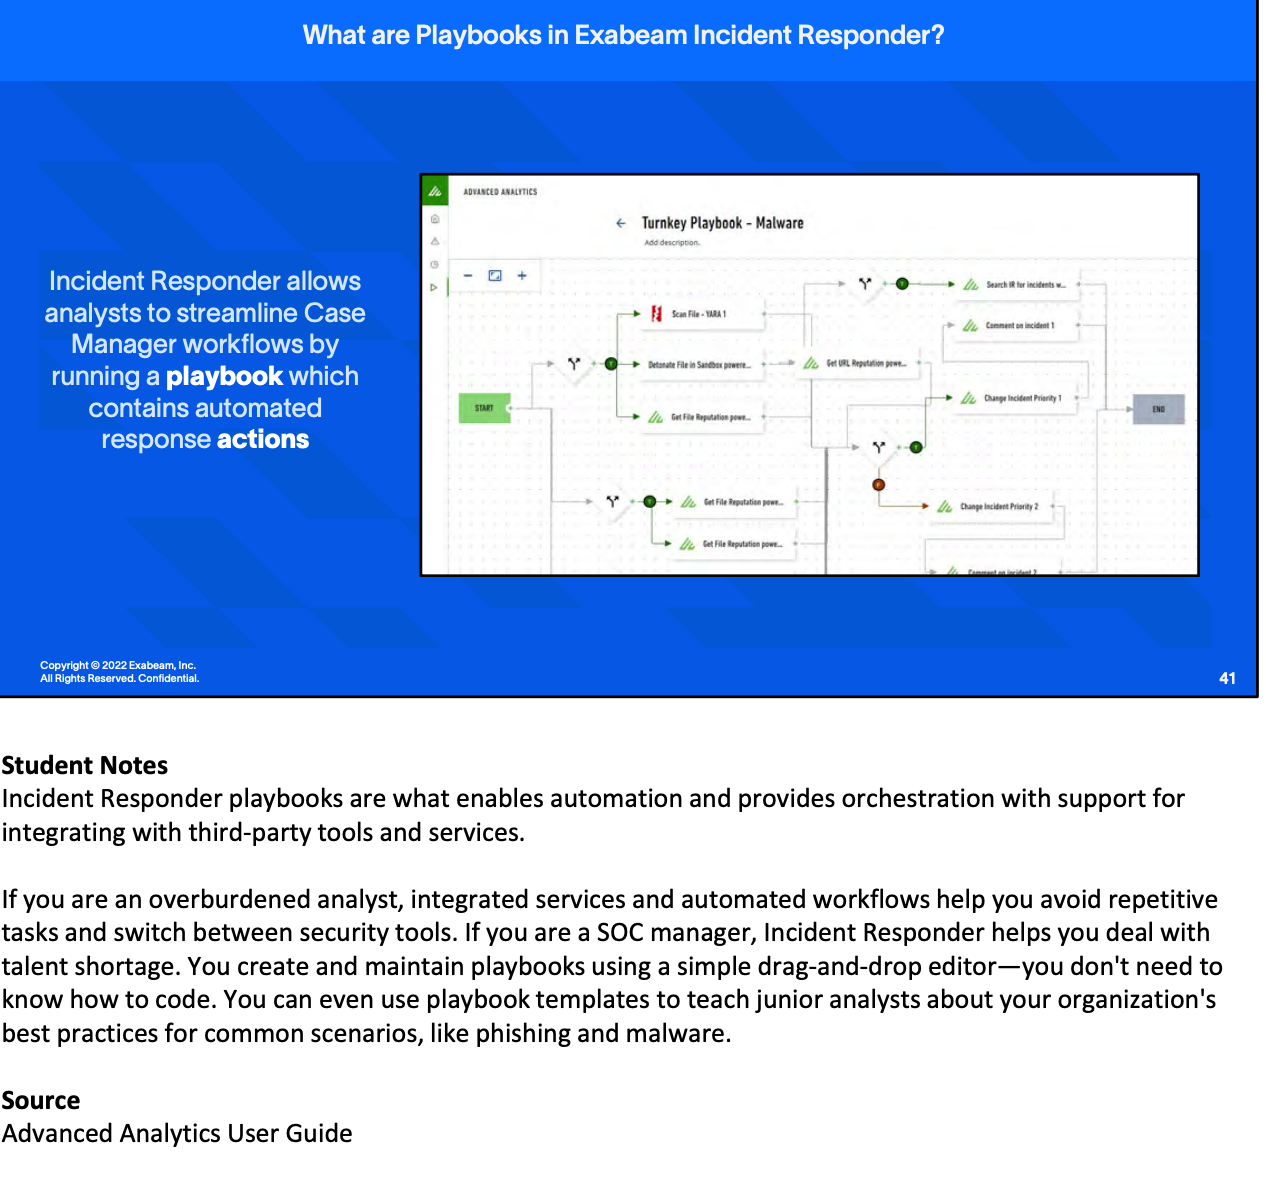 What are Playbooks in Exabeam Incident Responder?
Incident Responder allows
analysts to streamline Case
Manager workflows by
running a playbook which
contains automated
response actions
ADVANCED ANALYTICS
Turnkey Playbook - Malware
Add description.
Search IR for incidents w...
Scan File - YARA 1
Comment on incident 1
Detonate File in Sandbox powere...
Get URL Reputation powe...
START
Get File Reputation powe...
Change Incident Priority 1
END
Get File Reputation powe...
Change Incident Priority 2
Get File Reputation powe...
Comment on incident 2
Copyright © 2022 Exabeam, Inc.
All Rights Reserved. Confidential.
41
Student Notes
Incident Responder playbooks are what enables automation and provides orchestration with support for
integrating with third-party tools and services.
If you are an overburdened analyst, integrated services and automated workflows help you avoid repetitive
tasks and switch between security tools. If you are a SOC manager, Incident Responder helps you deal with
talent shortage. You create and maintain playbooks using a simple drag-and-drop editor—you don't need to
know how to code. You can even use playbook templates to teach junior analysts about your organization's
best practices for common scenarios, like phishing and malware.
Source
Advanced Analytics User Guide